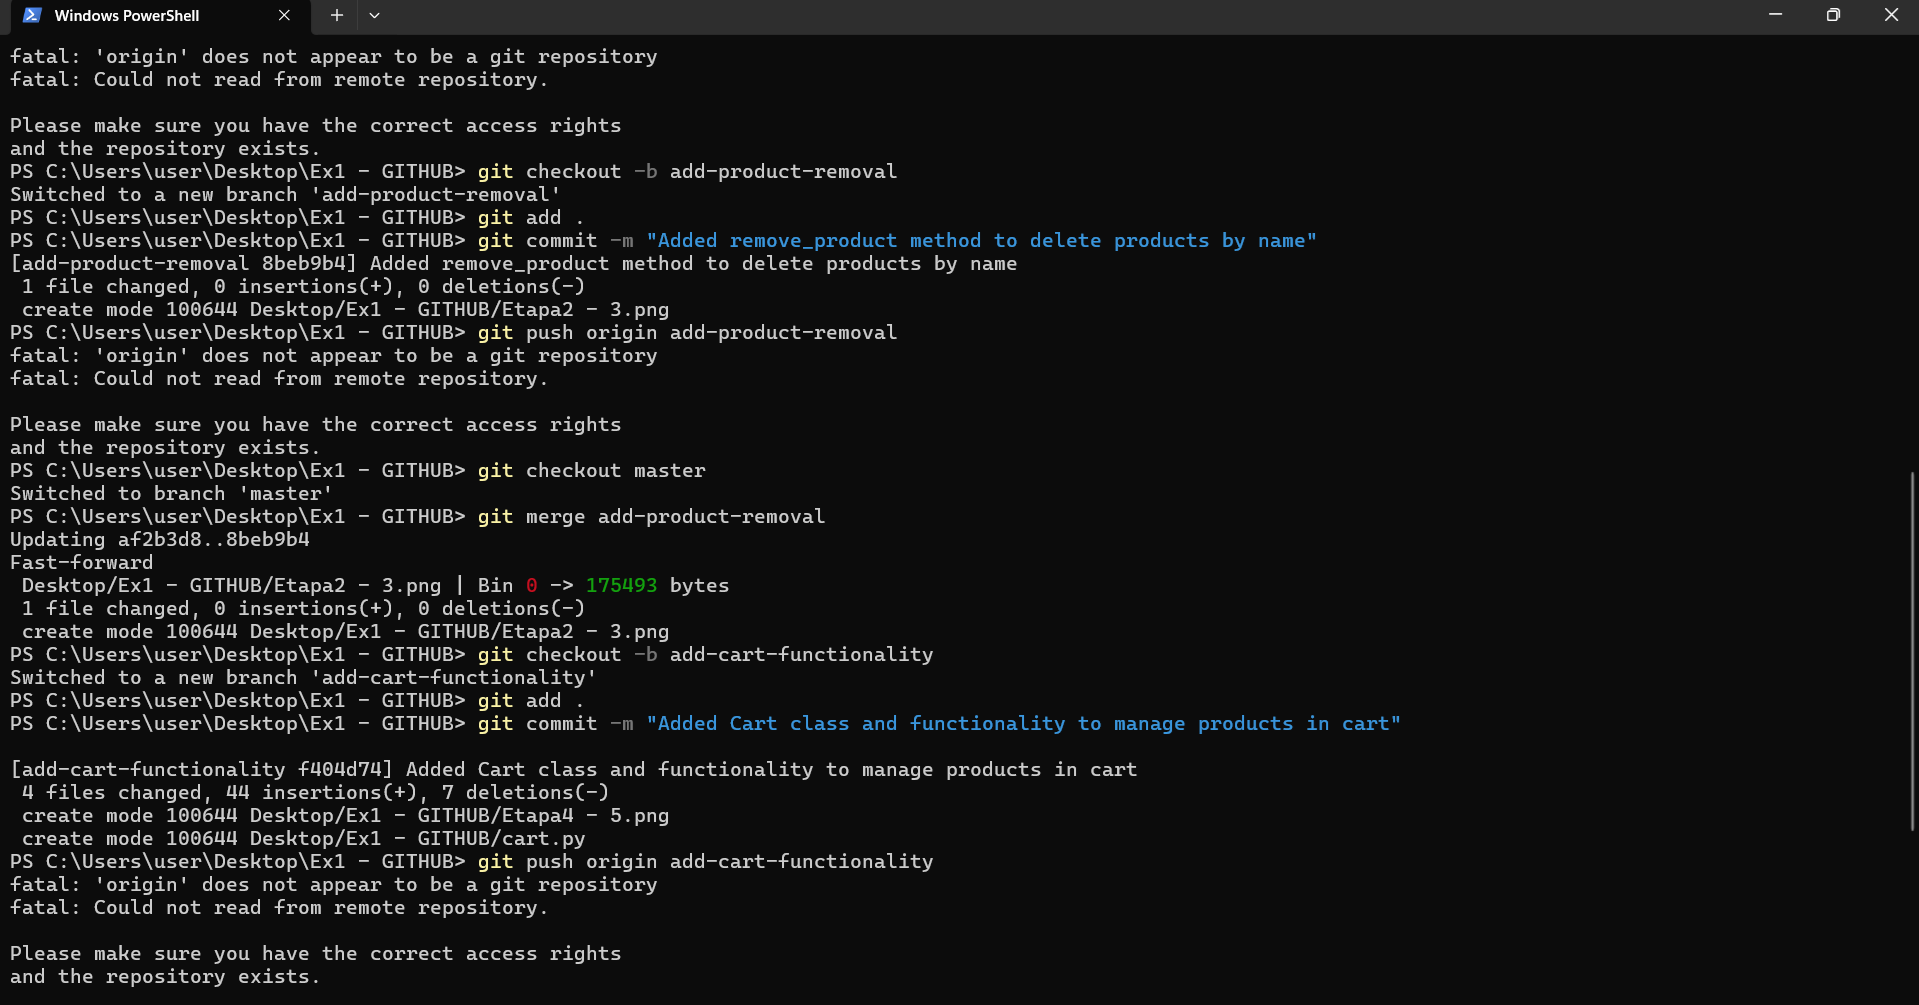 Windows PowerShell
fatal: 'origin' does not appear to be a git repository
fatal: Could not read from remote repository.
Please make sure you have the correct access rights
and the repository exists.
PS C:\Users\user\Desktop\Ex1 - GITHUB> git checkout -b add-product-removal
Switched to a new branch 'add-product-removal'
PS C:\Users\user\Desktop\Ex1 - GITHUB> git add .
PS C:\Users\user\Desktop\Ex1 - GITHUB> git commit -m "Added remove_product method to delete products by name"
[add-product-removal 8beb9b4] Added remove_product method to delete products by name
 1 file changed, 0 insertions(+), 0 deletions(-)
 create mode 100644 Desktop/Ex1 - GITHUB/Etapa2 - 3.png
PS C:\Users\user\Desktop\Ex1 - GITHUB> git push origin add-product-removal
fatal: 'origin' does not appear to be a git repository
fatal: Could not read from remote repository.
Please make sure you have the correct access rights
and the repository exists.
PS C:\Users\user\Desktop\Ex1 - GITHUB> git checkout master
Switched to branch 'master'
PS C:\Users\user\Desktop\Ex1 - GITHUB> git merge add-product-removal
Updating af2b3d8..8beb9b4
Fast-forward
 Desktop/Ex1 - GITHUB/Etapa2 - 3.png | Bin 0 -> 175493 bytes
 1 file changed, 0 insertions(+), 0 deletions(-)
 create mode 100644 Desktop/Ex1 - GITHUB/Etapa2 - 3.png
PS C:\Users\user\Desktop\Ex1 - GITHUB> git checkout -b add-cart-functionality
Switched to a new branch 'add-cart-functionality'
PS C:\Users\user\Desktop\Ex1 - GITHUB> git add .
PS C:\Users\user\Desktop\Ex1 - GITHUB> git commit -m "Added Cart class and functionality to manage products in cart"
[add-cart-functionality f404d74] Added Cart class and functionality to manage products in cart
 4 files changed, 44 insertions(+), 7 deletions(-)
 create mode 100644 Desktop/Ex1 - GITHUB/Etapa4 - 5.png
 create mode 100644 Desktop/Ex1 - GITHUB/cart.py
PS C:\Users\user\Desktop\Ex1 - GITHUB> git push origin add-cart-functionality
fatal: 'origin' does not appear to be a git repository
fatal: Could not read from remote repository.
Please make sure you have the correct access rights
and the repository exists.